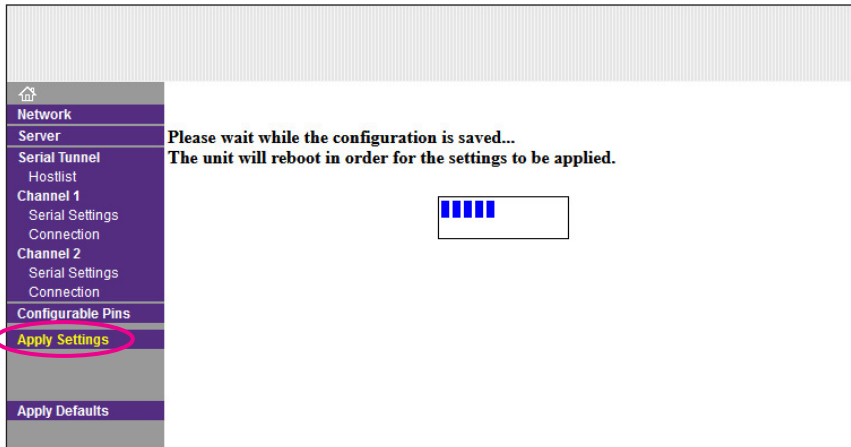 Network
Server
Serial Tunnel
Hostlist
Channel 1
Serial Settings
Connection
Channel 2
Serial Settings
Connection
Configurable Pins
Apply Settings
Apply Defaults
Please wait while the configuration is saved...
The unit will reboot in order for the settings to be applied.